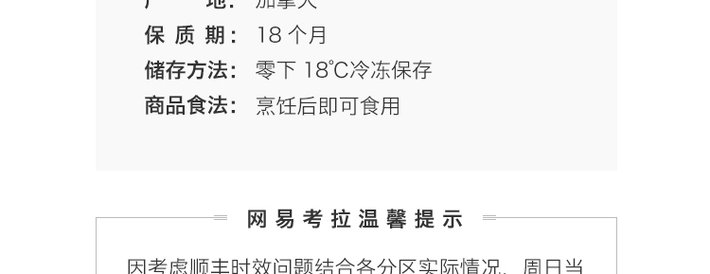 产 地：加拿大
保 质 期：18 个月
储存方法：零下 18℃冷冻保存
商品食法：烹饪后即可食用
网易考拉温馨提示
因考虑顺丰时效问题结合各分区实际情况，周日当